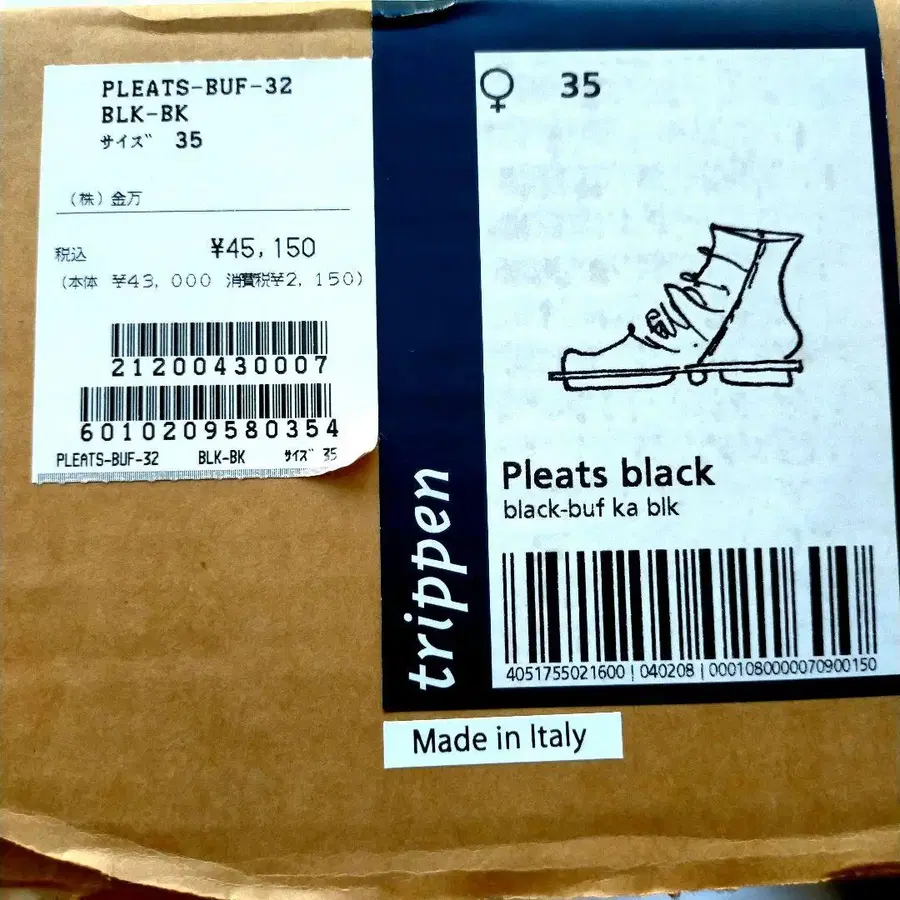 PLEATS-BUF-32
BLK-BK
サイズ 35
(株)金万
税込 ¥45,150
(本体 ¥43,000 消費税¥2,150)
21200430007
6010209580354
PLEATS-BUF-32 BLK-BK サイズ 35
♀ 35
Pleats black
black-buf ka blk
4051755021600 | 040208 | 0001080000070900150
trippen
Made in Italy